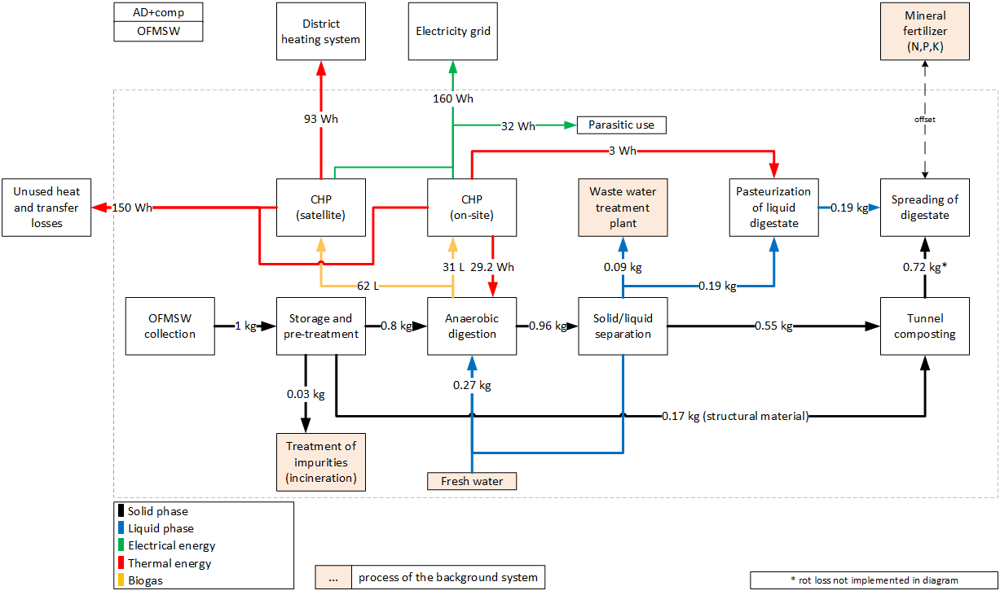 AD+comp
OFMSW
District
heating system
Electricity grid
Mineral
fertilizer
(N,P,K)
160 Wh
93 Wh
32 Wh
Parasitic use
offset
3 Wh
Unused heat
and transfer
losses
150 Wh
CHP
(satellite)
CHP
(on-site)
Waste water
treatment
plant
Pasteurization
of liquid
digestate
0.19 kg
Spreading of
digestate
31 L
29.2 Wh
0.09 kg
0.72 kg*
62 L
0.19 kg
OFMSW
collection
1 kg
Storage and
pre-treatment
0.8 kg
Anaerobic
digestion
0.96 kg
Solid/liquid
separation
0.55 kg
Tunnel
composting
0.03 kg
0.27 kg
0.17 kg (structural material)
Treatment of
impurities
(incineration)
Fresh water
Solid phase
Liquid phase
Electrical energy
Thermal energy
Biogas
...
process of the background system
* rot loss not implemented in diagram